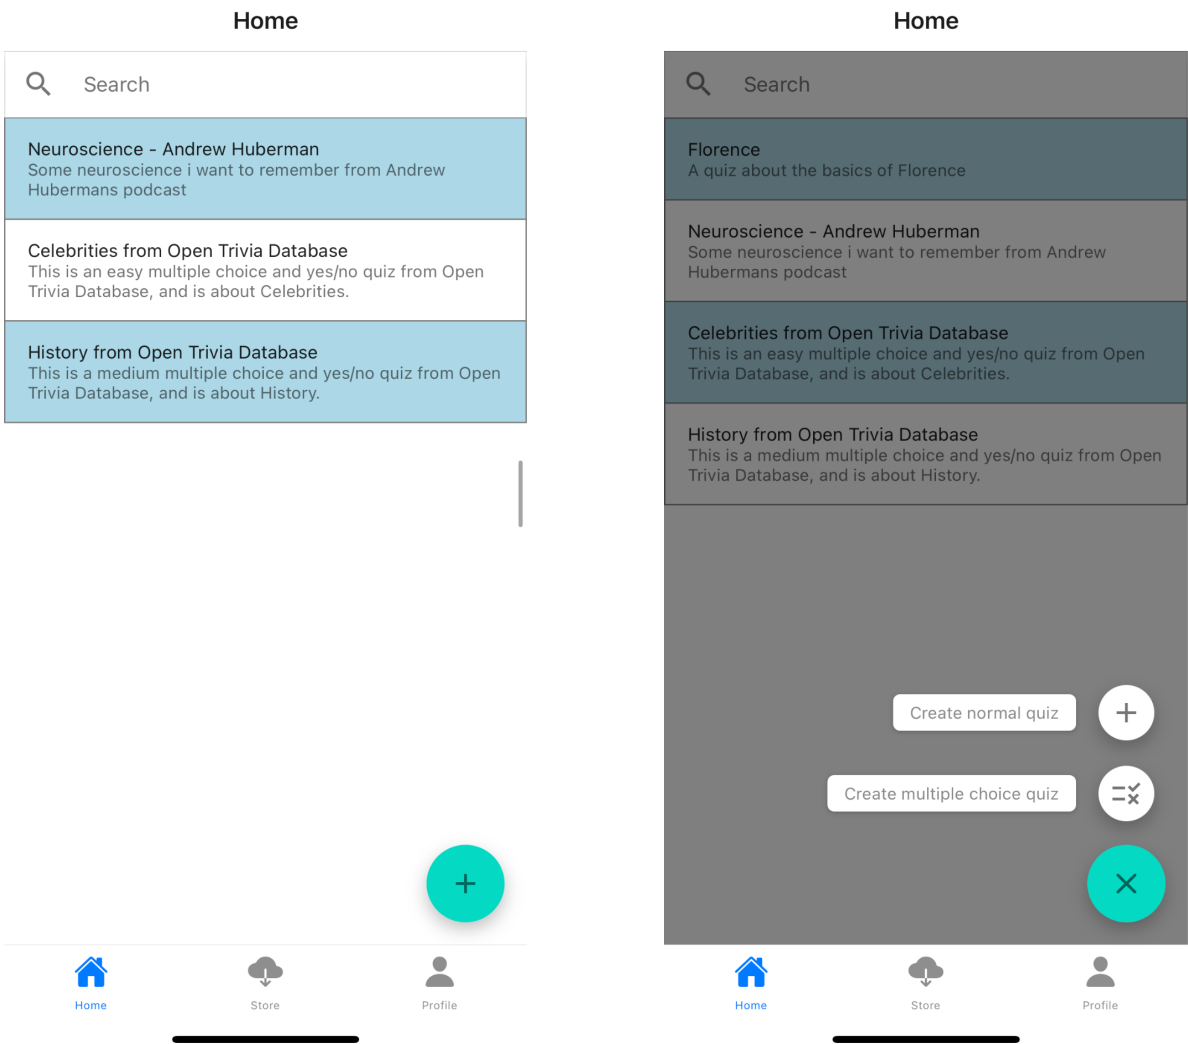 Home
Search
Neuroscience - Andrew Huberman
Some neuroscience i want to remember from Andrew
Hubermans podcast
Celebrities from Open Trivia Database
This is an easy multiple choice and yes/no quiz from Open
Trivia Database, and is about Celebrities.
History from Open Trivia Database
This is a medium multiple choice and yes/no quiz from Open
Trivia Database, and is about History.
Home
Store
Profile
Home
Search
Florence
A quiz about the basics of Florence
Neuroscience - Andrew Huberman
Some neuroscience i want to remember from Andrew
Hubermans podcast
Celebrities from Open Trivia Database
This is an easy multiple choice and yes/no quiz from Open
Trivia Database, and is about Celebrities.
History from Open Trivia Database
This is a medium multiple choice and yes/no quiz from Open
Trivia Database, and is about History.
Create normal quiz
Create multiple choice quiz
Home
Store
Profile